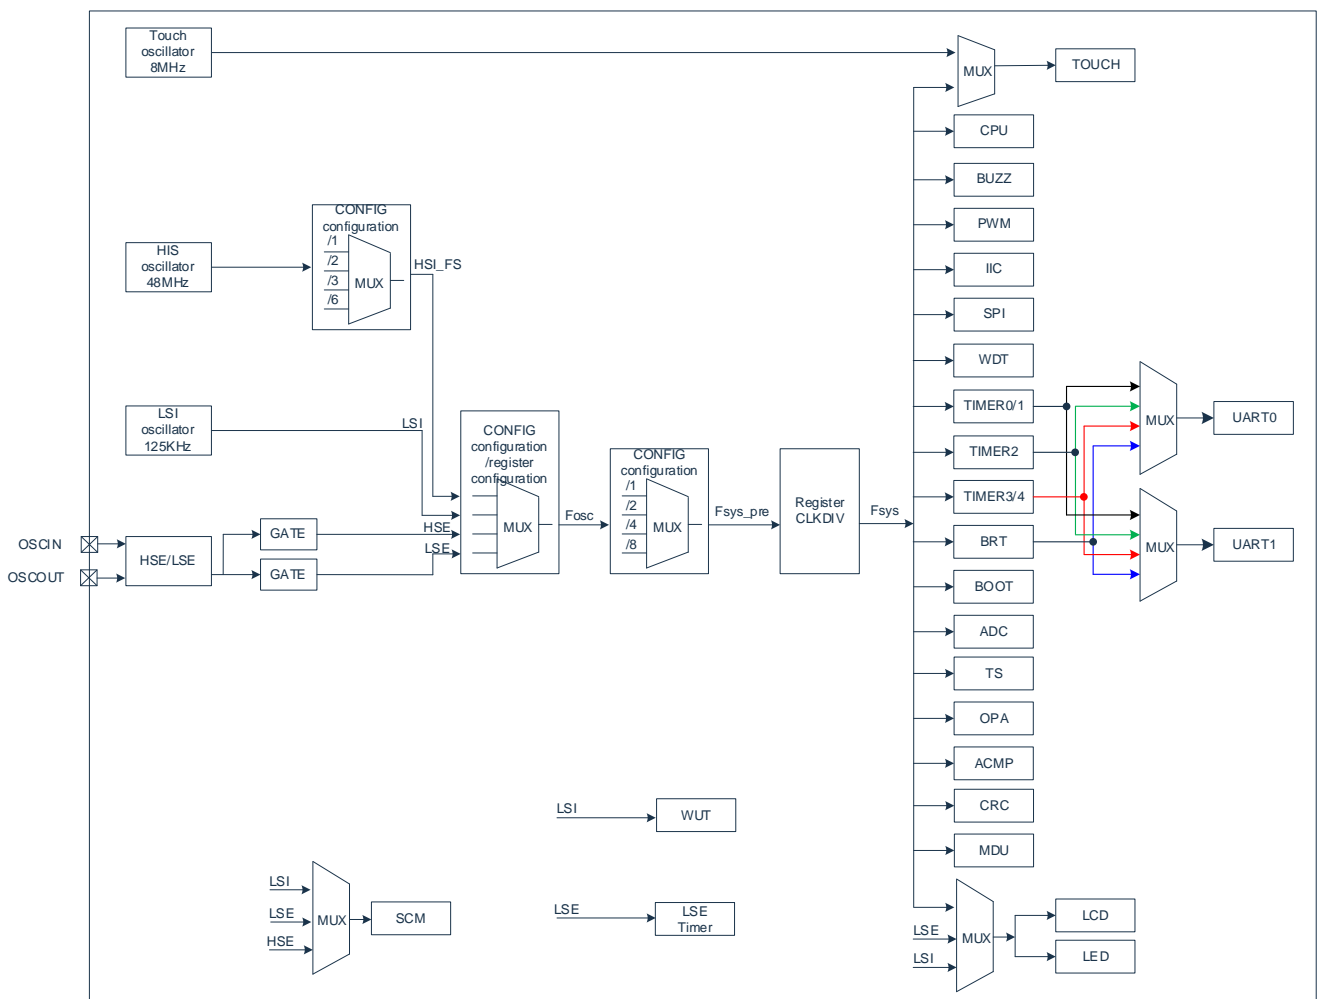 Touch
oscillator
8MHz
MUX
TOUCH
CPU
BUZZ
PWM
IIC
SPI
WDT
TIMER0/1
TIMER2
TIMER3/4
BRT
BOOT
ADC
TS
OPA
ACMP
CRC
MDU
HIS
oscillator
48MHz
CONFIG
configuration
/1
/2
/3
/6
MUX
HSI_FS
LSI
oscillator
125KHz
LSI
CONFIG
configuration
/register
configuration
MUX
HSE
LSE
OSCIN
OSCOUT
HSE/LSE
GATE
GATE
Fosc
CONFIG
configuration
/1
/2
/4
/8
MUX
Fsys_pre
Register
CLKDIV
Fsys
MUX
UART0
MUX
UART1
LSI
WUT
LSI
LSE
HSE
MUX
SCM
LSE
LSE
Timer
LSE
LSI
MUX
LCD
LED